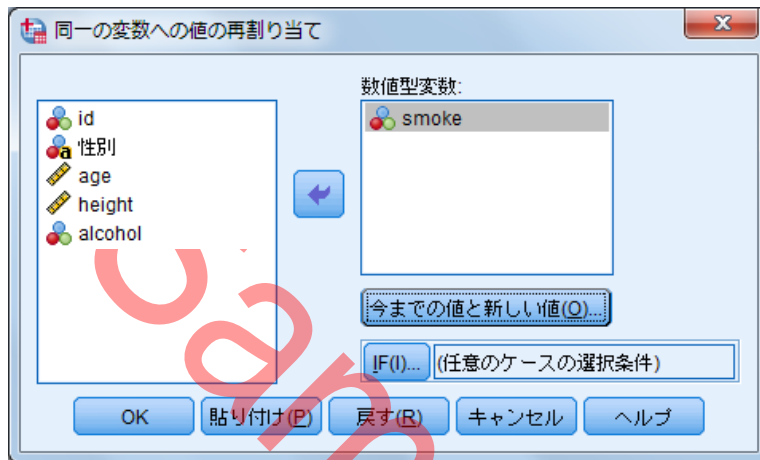 同一の変数への値の再割り当て
数値型変数:
id
性別
age
height
alcohol
smoke
今までの値と新しい値(O)...
IF(I)... (任意のケースの選択条件)
OK 貼り付け(P) 戻す(R) キャンセル ヘルプ